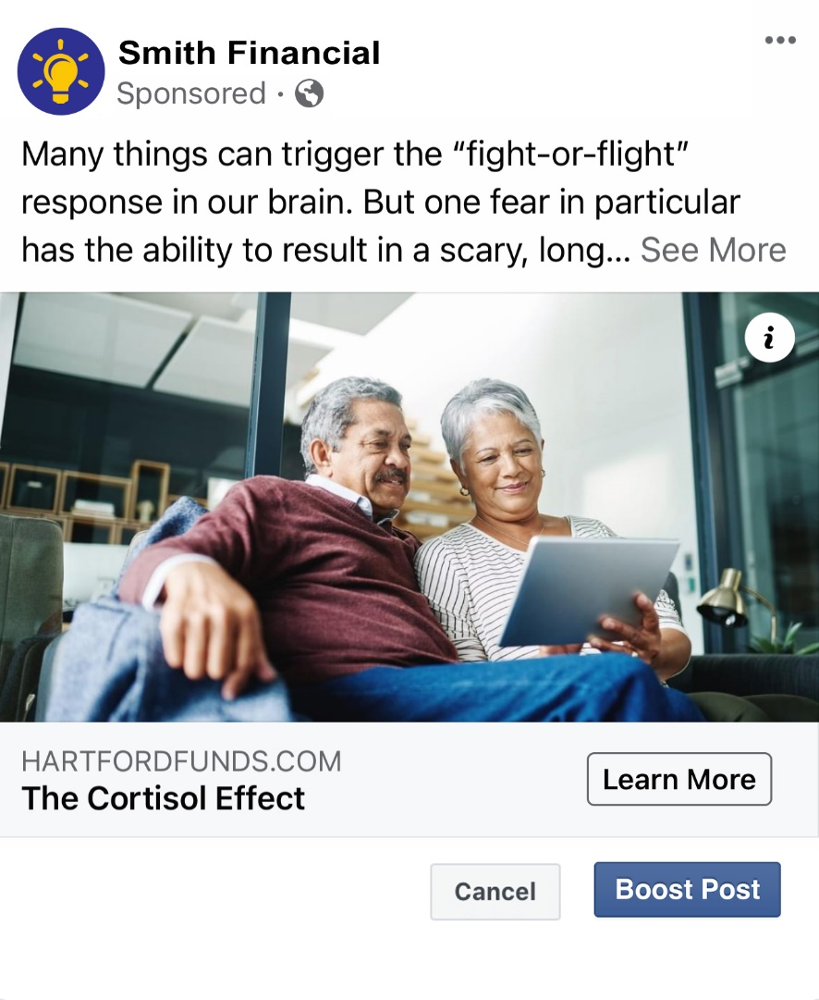 Smith Financial
Sponsored ·
Many things can trigger the “fight-or-flight”
response in our brain. But one fear in particular
has the ability to result in a scary, long... See More
i
HARTFORDFUNDS.COM
The Cortisol Effect
Learn More
Cancel
Boost Post